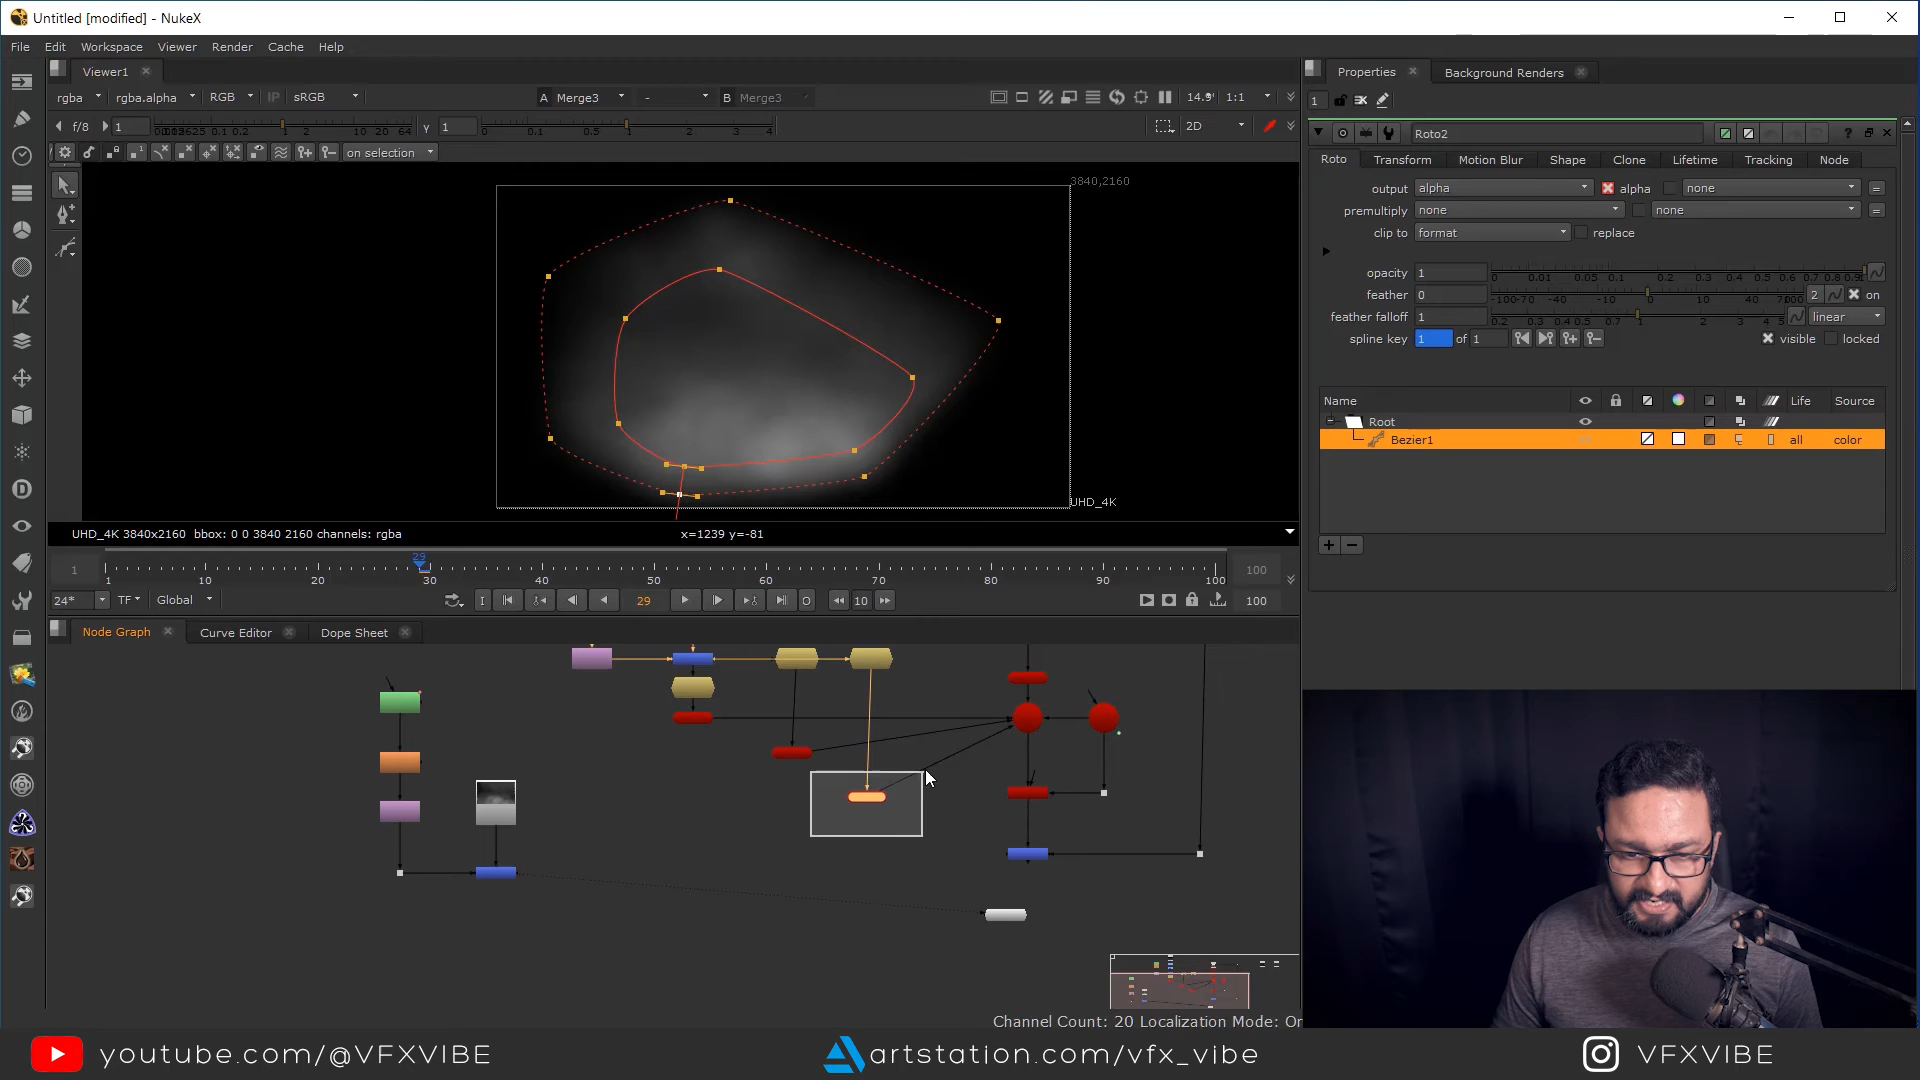 Untitled [modified] - NukeX
File Edit Workspace Viewer Render Cache Help
Viewer1
Properties
Background Renders
rgba
rgba.alpha
RGB
IP
sRGB
A Merge3
-
B Merge3
1:1
1
f/8
1
1
2D
Roto2
on selection
Roto Transform Motion Blur Shape Clone Lifetime Tracking Node
3840,2160
output alpha
alpha
none
premultiply none
none
clip to format
replace
opacity 1
feather 0
2
on
feather falloff 1
linear
spline key 1 of 1
visible
locked
Name
Life
Source
Root
Bezier1
all
color
UHD_4K
UHD_4K 3840x2160 bbox: 0 0 3840 2160 channels: rgba
x=1239 y=-81
29
1
1 10 20 30 40 50 60 70 80 90 100
100
24*
TF
Global
I
29
O
10
100
Node Graph
Curve Editor
Dope Sheet
Channel Count: 20 Localization Mode: On
youtube.com/@VFXVIBE
artstation.com/vfx_vibe
VFXVIBE